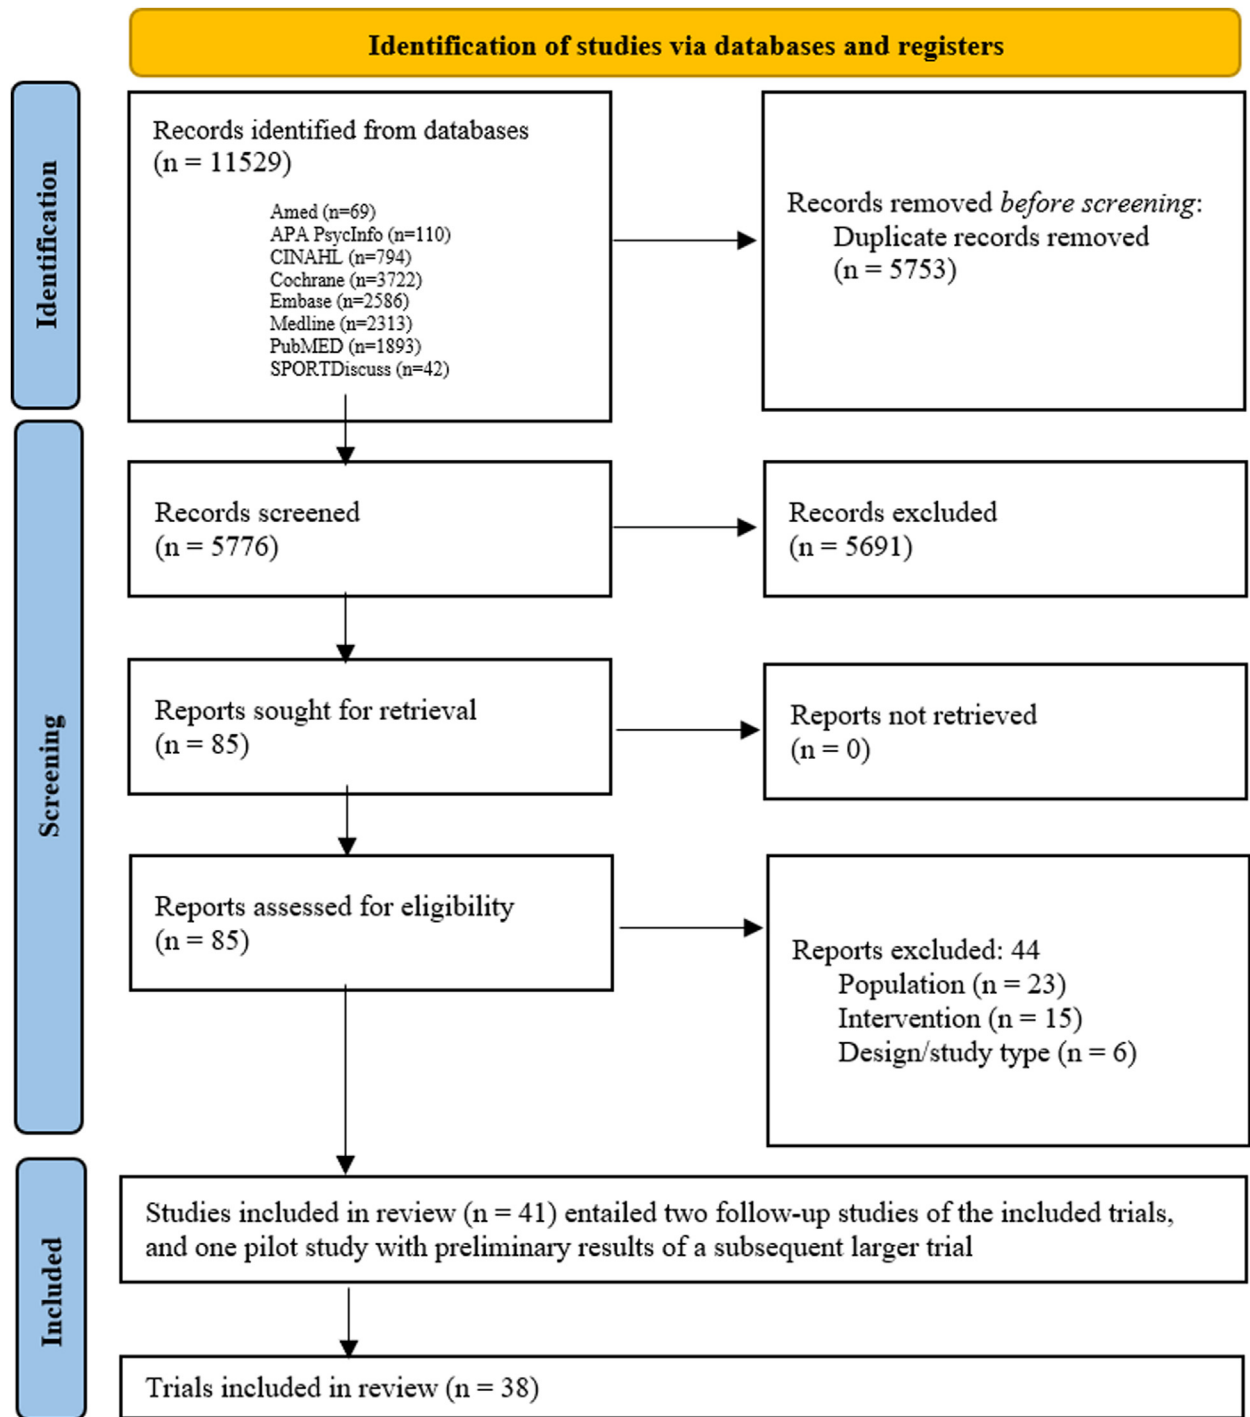 Identification of studies via databases and registers
Identification
Records identified from databases
(n = 11529)
Amed (n=69)
APA PsycInfo (n=110)
CINAHL (n=794)
Cochrane (n=3722)
Embase (n=2586)
Medline (n=2313)
PubMED (n=1893)
SPORTDiscuss (n=42)
Records removed before screening:
Duplicate records removed
(n = 5753)
Screening
Records screened
(n = 5776)
Records excluded
(n = 5691)
Reports sought for retrieval
(n = 85)
Reports not retrieved
(n = 0)
Reports assessed for eligibility
(n = 85)
Reports excluded: 44
Population (n = 23)
Intervention (n = 15)
Design/study type (n = 6)
Included
Studies included in review (n = 41) entailed two follow-up studies of the included trials,
and one pilot study with preliminary results of a subsequent larger trial
Trials included in review (n = 38)